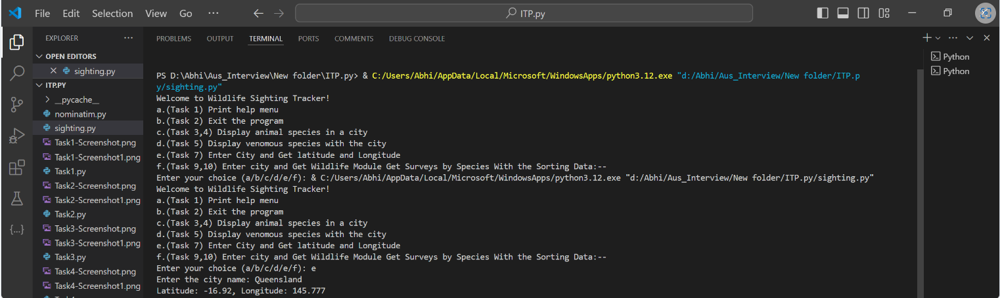 File Edit Selection View Go ··· ITP.py
EXPLORER ···
OPEN EDITORS
sighting.py
ITP.PY
__pycache__
nominatim.py
sighting.py
Task1-Screenshot.png
Task1-Screenshot1.png
Task1.py
Task2-Screenshot.png
Task2-Screenshot1.png
Task2.py
Task3-Screenshot.png
Task3-Screenshot1.png
Task3.py
Task4-Screenshot.png
Task4-Screenshot1.png
PROBLEMS OUTPUT TERMINAL PORTS COMMENTS DEBUG CONSOLE
PS D:\Abhi\Aus_Interview\New folder\ITP.py> & C:/Users/Abhi/AppData/Local/Microsoft/WindowsApps/python3.12.exe "d:/Abhi/Aus_Interview/New folder/ITP.p
y/sighting.py"
Welcome to Wildlife Sighting Tracker!
a.(Task 1) Print help menu
b.(Task 2) Exit the program
c.(Task 3,4) Display animal species in a city
d.(Task 5) Display venomous species with the city
e.(Task 7) Enter City and Get latitude and Longitude
f.(Task 9,10) Enter city and Get Wildlife Module Get Surveys by Species With the Sorting Data:--
Enter your choice (a/b/c/d/e/f): & C:/Users/Abhi/AppData/Local/Microsoft/WindowsApps/python3.12.exe "d:/Abhi/Aus_Interview/New folder/ITP.py/sighting.py"
Welcome to Wildlife Sighting Tracker!
a.(Task 1) Print help menu
b.(Task 2) Exit the program
c.(Task 3,4) Display animal species in a city
d.(Task 5) Display venomous species with the city
e.(Task 7) Enter City and Get latitude and Longitude
f.(Task 9,10) Enter city and Get Wildlife Module Get Surveys by Species With the Sorting Data:--
Enter your choice (a/b/c/d/e/f): e
Enter the city name: Queensland
Latitude: -16.92, Longitude: 145.777
Python
Python